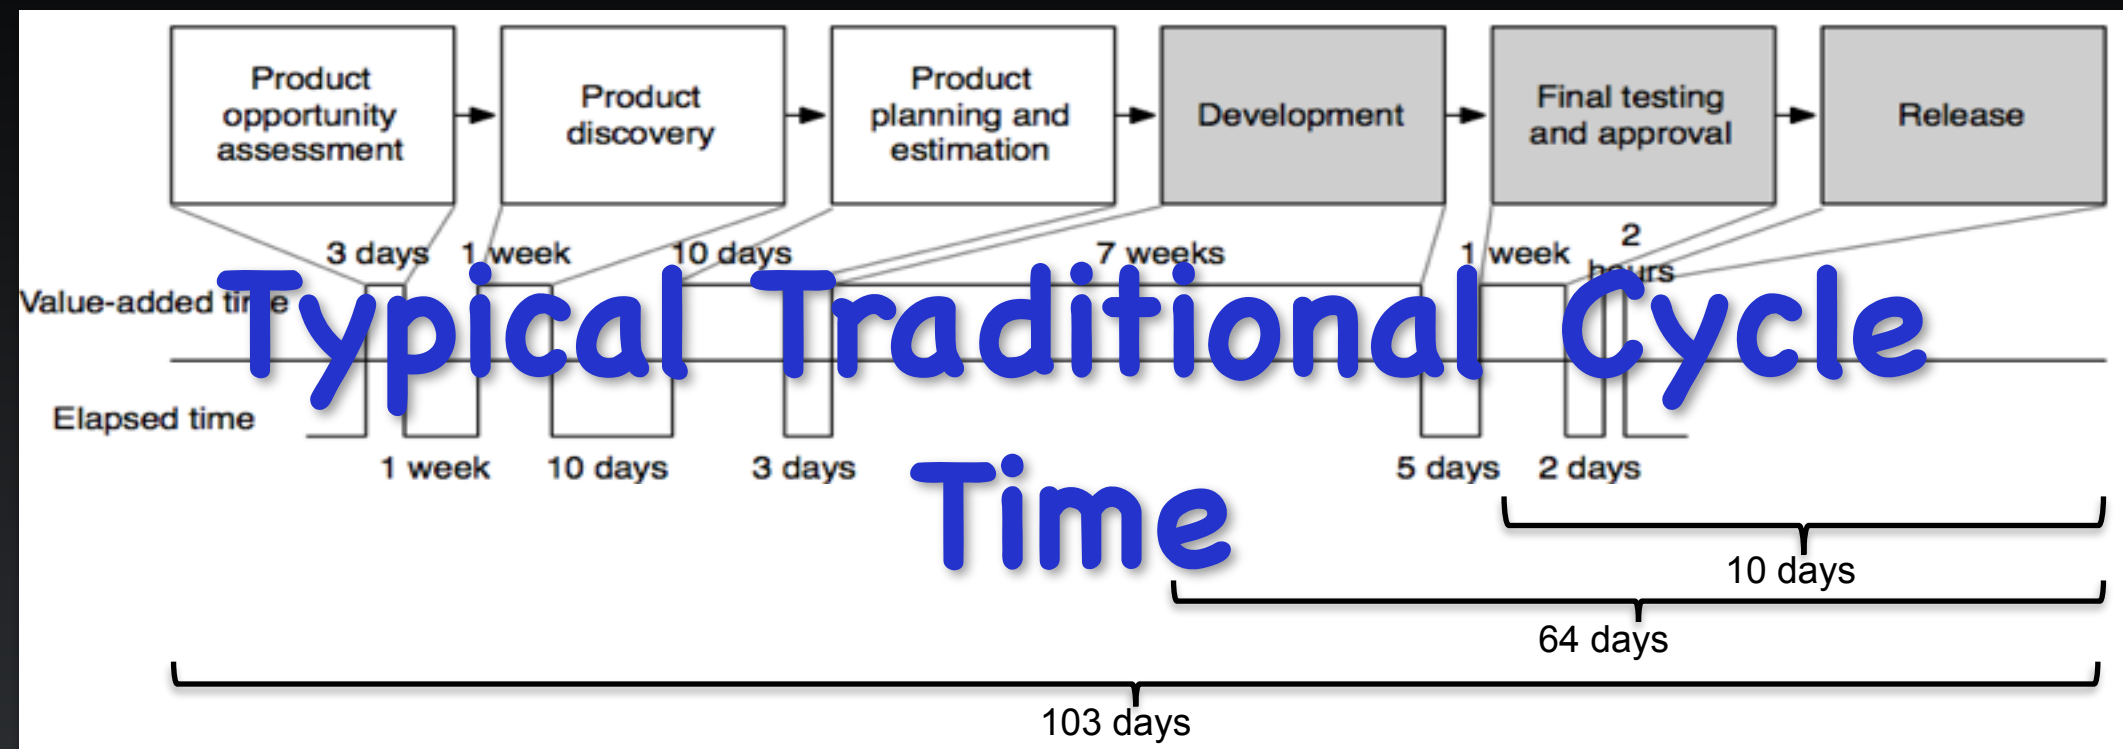 Product
opportunity
assessment
Product
discovery
Product
planning and
estimation
Development
Final testing
and approval
Release
3 days
1 week
10 days
7 weeks
1 week
2
hours
Value-added time
Typical Traditional Cycle
Time
Elapsed time
1 week
10 days
3 days
5 days
2 days
10 days
64 days
103 days